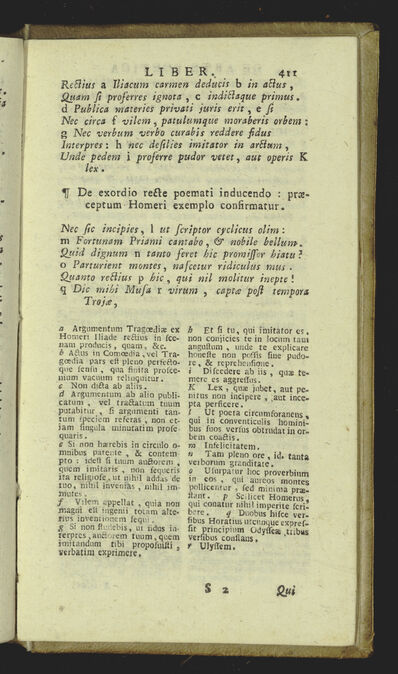 LIBER. 411
Rectius a Iliacum carmen deducis b in actus,
Quam si proferres ignota, c indictaque primus.
d Publica materies privati juris erit, e si
Nec circa f vilem, patulumque moraberis orbem:
g Nec verbum verbo curabis reddere fidus
Interpres: h nec desilies imitator in arctum,
Unde pedem i proferre pudor vetet, aut operis K
lex.
¶ De exordio recte poemati inducendo: præ-
ceptum Homeri exemplo confirmatur.
Nec sic incipies, l ut scriptor cyclicus olim:
m Fortunam Priami cantabo, & nobile bellum.
Quid dignum n tanto feret hic promissor hiatu?
o Parturient montes, nascetur ridiculus mus.
Quanto rectius p hic, qui nil molitur inepte!
q Dic mihi Musa r virum, captæ post tempora
Trojæ,
a Argumentum Tragœdiæ ex
Homeri Iliade rectius in sce-
nam producis, quam, &c.
b Actus in Comœdia, vel Tra-
gœdia pars est pleno perfecto-
que sensu, qua finita prosce-
nium vacuum relinquitur.
c Non dicta ab aliis.
d Argumentum ab alio publi-
catum, vel tractatum tuum
putabitur, si argumenti tan-
tum speciem referas, non et-
iam singula minutatim prose-
quaris.
e Si non hærebis in circulo o-
mnibus patente, & contem-
pto: idest si tuum auctorem,
quem imitaris, non sequeris
ita religiose, ut nihil addas de
tuo, nihil invenias, nihil im-
mutes.
f Vilem appellat, quia non
magni est ingenii totam alte-
rius inventionem sequi.
g Si non studebis, ut fidus in-
terpres, auctorem tuum, quem
imitandum tibi proposuisti,
verbatim exprimere.
h Et si tu, qui imitator es,
non conjicies te in locum tam
angustum, unde te explicare
honeste non possis sine pudo-
re, & reprehensione.
i Discedere ab iis, quæ te-
mere es aggressus.
K Lex, quæ jubet, aut pe-
nitus non incipere, aut ince-
pta perficere.
l Ut poeta circumforaneus,
qui in conventiculis homini-
bus suos versus obtrudat in or-
bem coactis.
m Infelicitatem.
n Tam pleno ore, id. tanta
verborum granditate.
o Usurpatur hoc proverbium
in eos, qui aureos montes
pollicentur, sed minima præ-
stant. p Scilicet Homerus,
qui conatur nihil imperite scri-
bere. q Duobus hisce ver-
sibus Horatius utcunque expres-
sit principium Odysseæ tribus
versibus constans.
r Ulyssem.
S 2 Qui